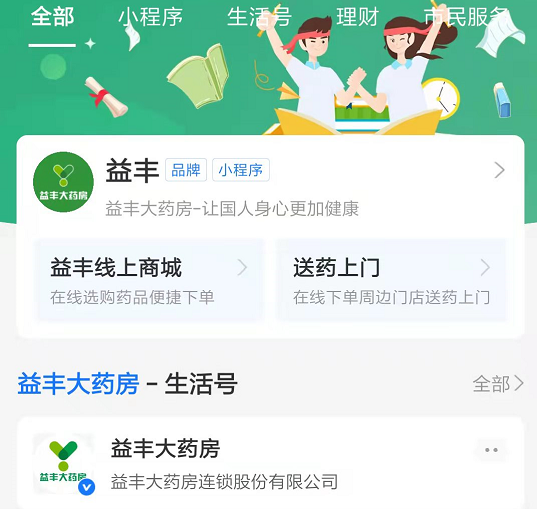 全部 小程序 生活号 理财 市民服务
益丰 品牌 小程序
益丰大药房
益丰大药房-让国人身心更加健康
益丰线上商城 送药上门
在线选购药品便捷下单 在线下单周边门店送药上门
益丰大药房 - 生活号 全部
益丰大药房
益丰大药房
益丰大药房连锁股份有限公司